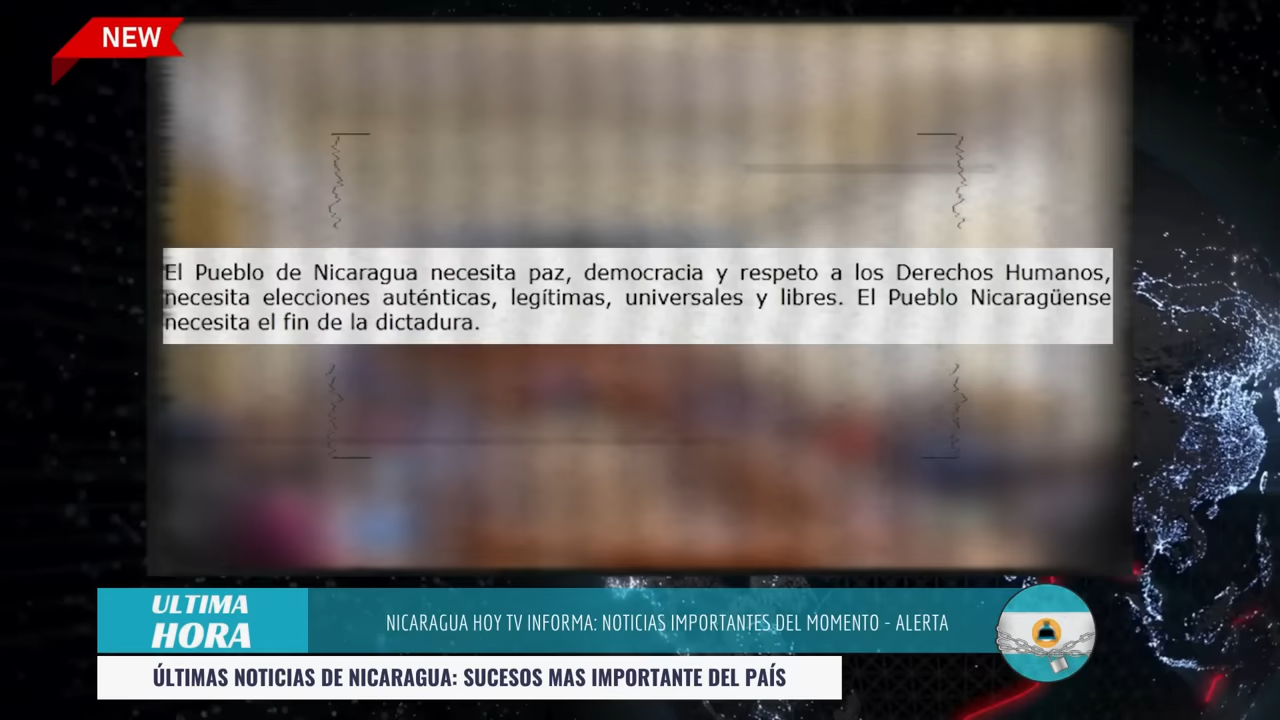 NEW
El Pueblo de Nicaragua necesita paz, democracia y respeto a los Derechos Humanos,
necesita elecciones auténticas, legítimas, universales y libres. El Pueblo Nicaragüense
necesita el fin de la dictadura.
ULTIMA
HORA
NICARAGUA HOY TV INFORMA: NOTICIAS IMPORTANTES DEL MOMENTO - ALERTA
ÚLTIMAS NOTICIAS DE NICARAGUA: SUCESOS MAS IMPORTANTE DEL PAÍS